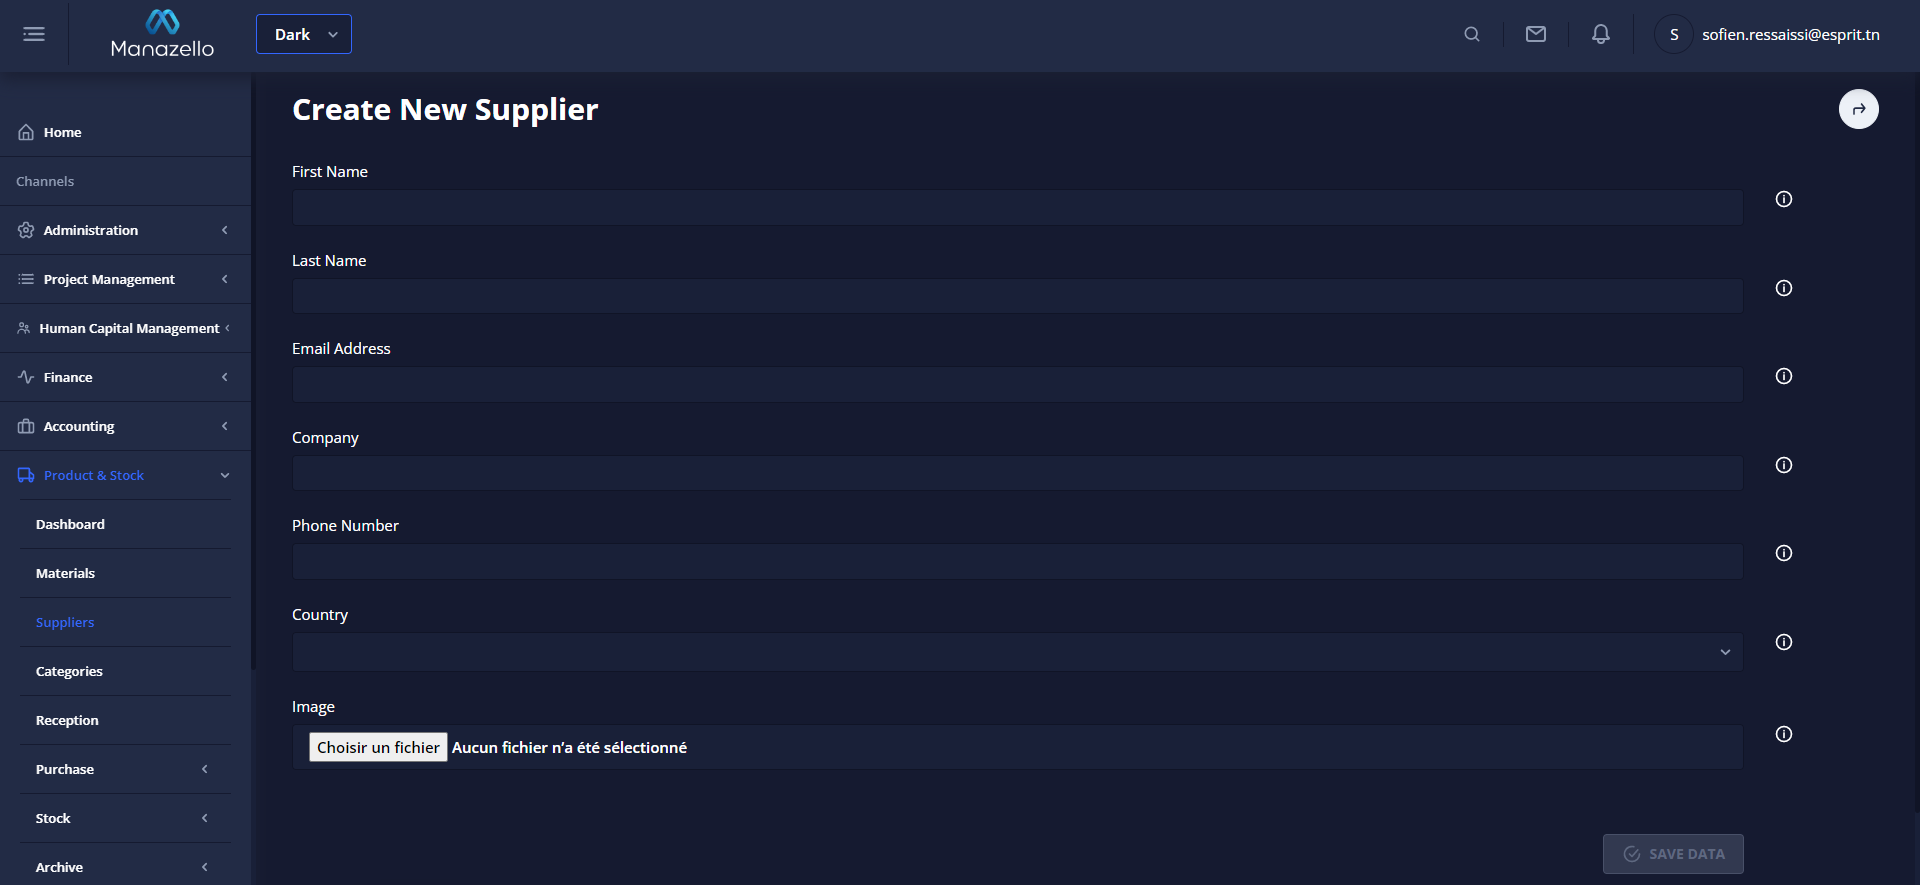 Manazello
Dark
S
sofien.ressaissi@esprit.tn
Home
Channels
Administration
Project Management
Human Capital Management
Finance
Accounting
Product & Stock
Dashboard
Materials
Suppliers
Categories
Reception
Purchase
Stock
Archive
Create New Supplier
First Name
Last Name
Email Address
Company
Phone Number
Country
Image
Choisir un fichier Aucun fichier n’a été sélectionné
SAVE DATA